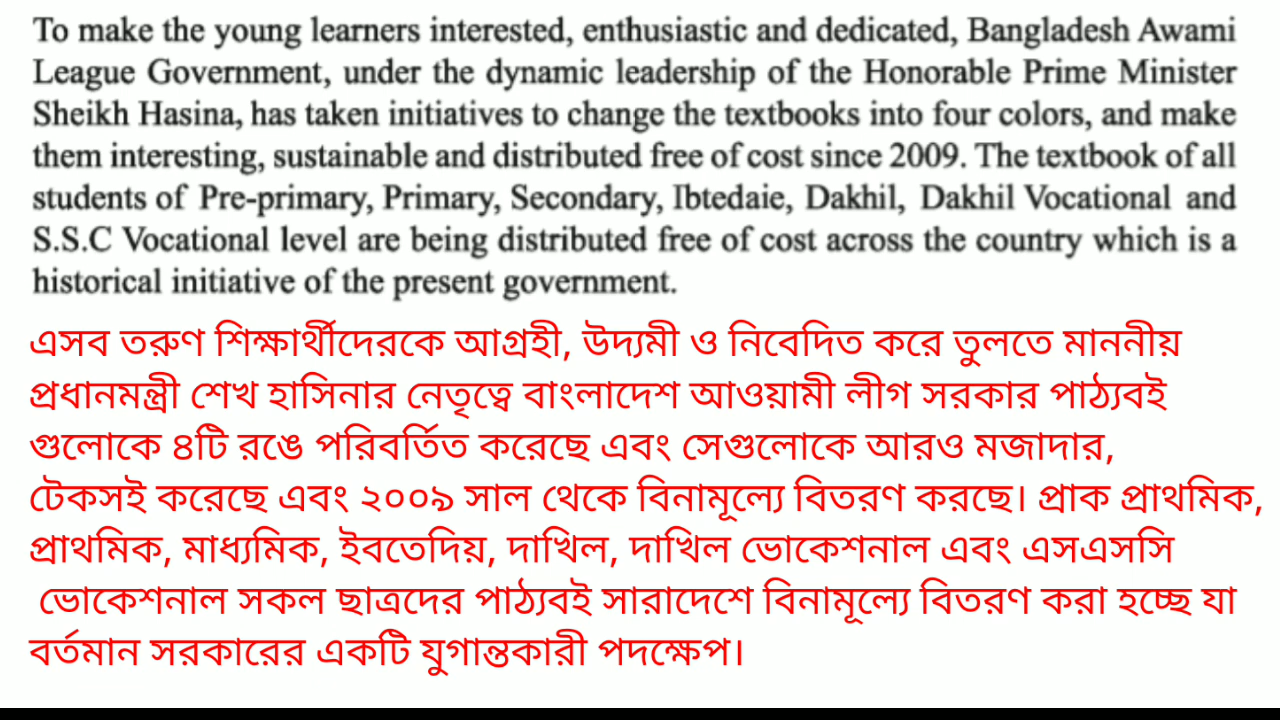 To make the young learners interested, enthusiastic and dedicated, Bangladesh Awami
League Government, under the dynamic leadership of the Honorable Prime Minister
Sheikh Hasina, has taken initiatives to change the textbooks into four colors, and make
them interesting, sustainable and distributed free of cost since 2009. The textbook of all
students of Pre-primary, Primary, Secondary, Ibtedaie, Dakhil, Dakhil Vocational and
S.S.C Vocational level are being distributed free of cost across the country which is a
historical initiative of the present government.
এসব তরুণ শিক্ষার্থীদেরকে আগ্রহী, উদ্যমী ও নিবেদিত করে তুলতে মাননীয়
প্রধানমন্ত্রী শেখ হাসিনার নেতৃত্বে বাংলাদেশ আওয়ামী লীগ সরকার পাঠ্যবই
গুলোকে ৪টি রঙে পরিবর্তিত করেছে এবং সেগুলোকে আরও মজাদার,
টেকসই করেছে এবং ২০০৯ সাল থেকে বিনামূল্যে বিতরণ করছে। প্রাক প্রাথমিক,
প্রাথমিক, মাধ্যমিক, ইবতেদিয়, দাখিল, দাখিল ভোকেশনাল এবং এসএসসি
ভোকেশনাল সকল ছাত্রদের পাঠ্যবই সারাদেশে বিনামূল্যে বিতরণ করা হচ্ছে যা
বর্তমান সরকারের একটি যুগান্তকারী পদক্ষেপ।